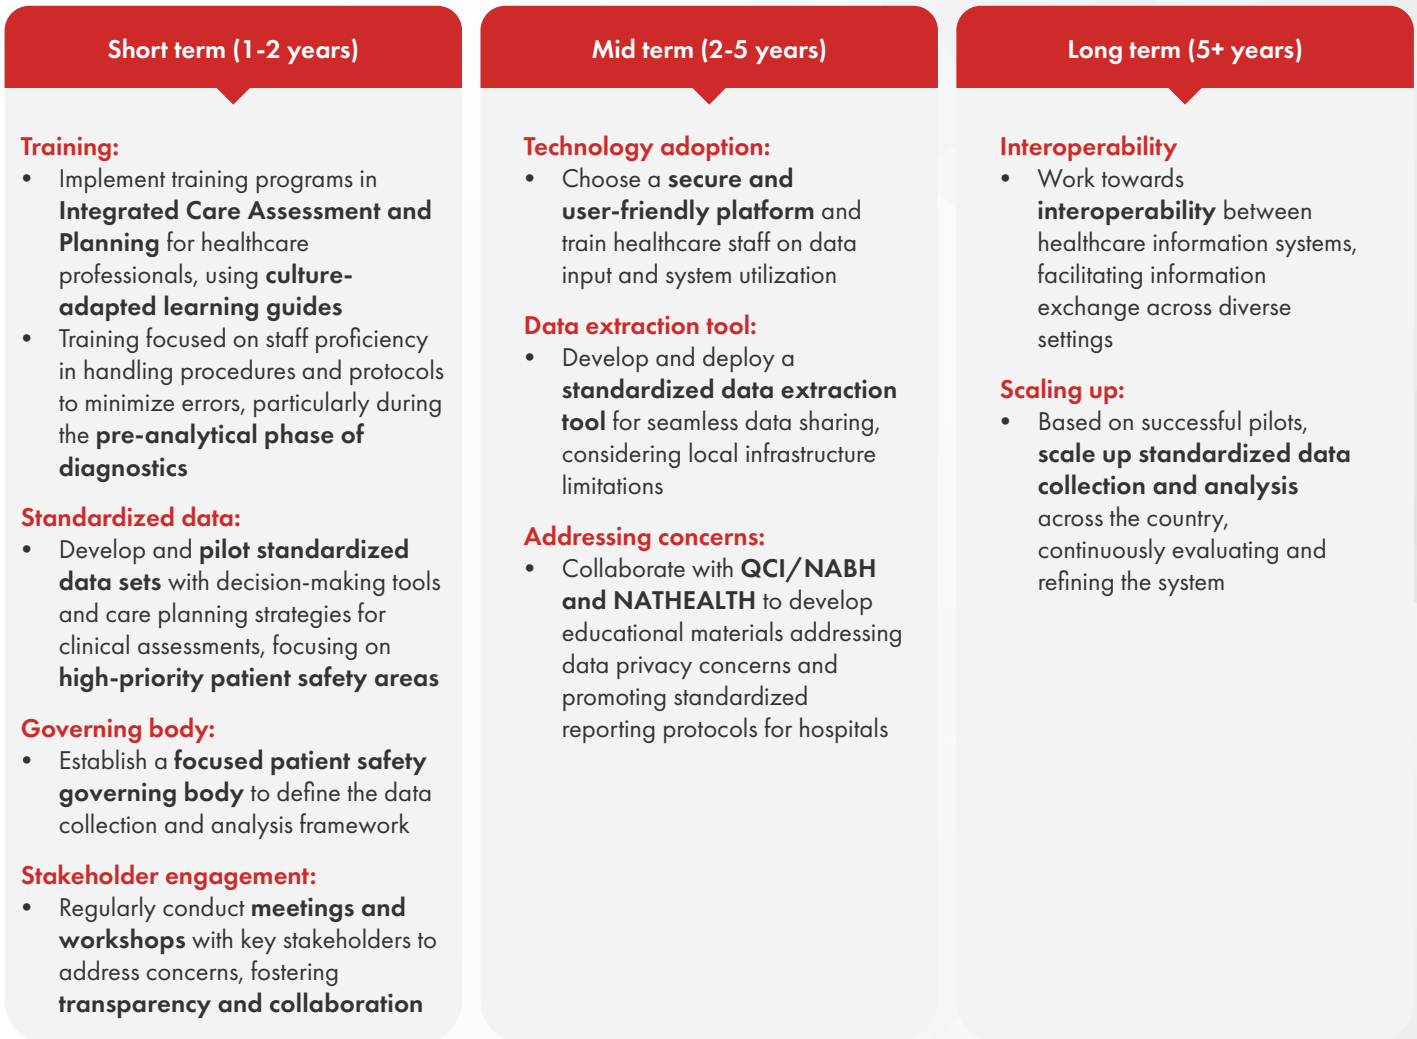 Short term (1-2 years)
Training:
• Implement training programs in
Integrated Care Assessment and
Planning for healthcare
professionals, using culture-
adapted learning guides
• Training focused on staff proficiency
in handling procedures and protocols
to minimize errors, particularly during
the pre-analytical phase of
diagnostics
Standardized data:
• Develop and pilot standardized
data sets with decision-making tools
and care planning strategies for
clinical assessments, focusing on
high-priority patient safety areas
Governing body:
• Establish a focused patient safety
governing body to define the data
collection and analysis framework
Stakeholder engagement:
• Regularly conduct meetings and
workshops with key stakeholders to
address concerns, fostering
transparency and collaboration
Mid term (2-5 years)
Technology adoption:
• Choose a secure and
user-friendly platform and
train healthcare staff on data
input and system utilization
Data extraction tool:
• Develop and deploy a
standardized data extraction
tool for seamless data sharing,
considering local infrastructure
limitations
Addressing concerns:
• Collaborate with QCI/NABH
and NATHEALTH to develop
educational materials addressing
data privacy concerns and
promoting standardized
reporting protocols for hospitals
Long term (5+ years)
Interoperability
• Work towards
interoperability between
healthcare information systems,
facilitating information
exchange across diverse
settings
Scaling up:
• Based on successful pilots,
scale up standardized data
collection and analysis
across the country,
continuously evaluating and
refining the system